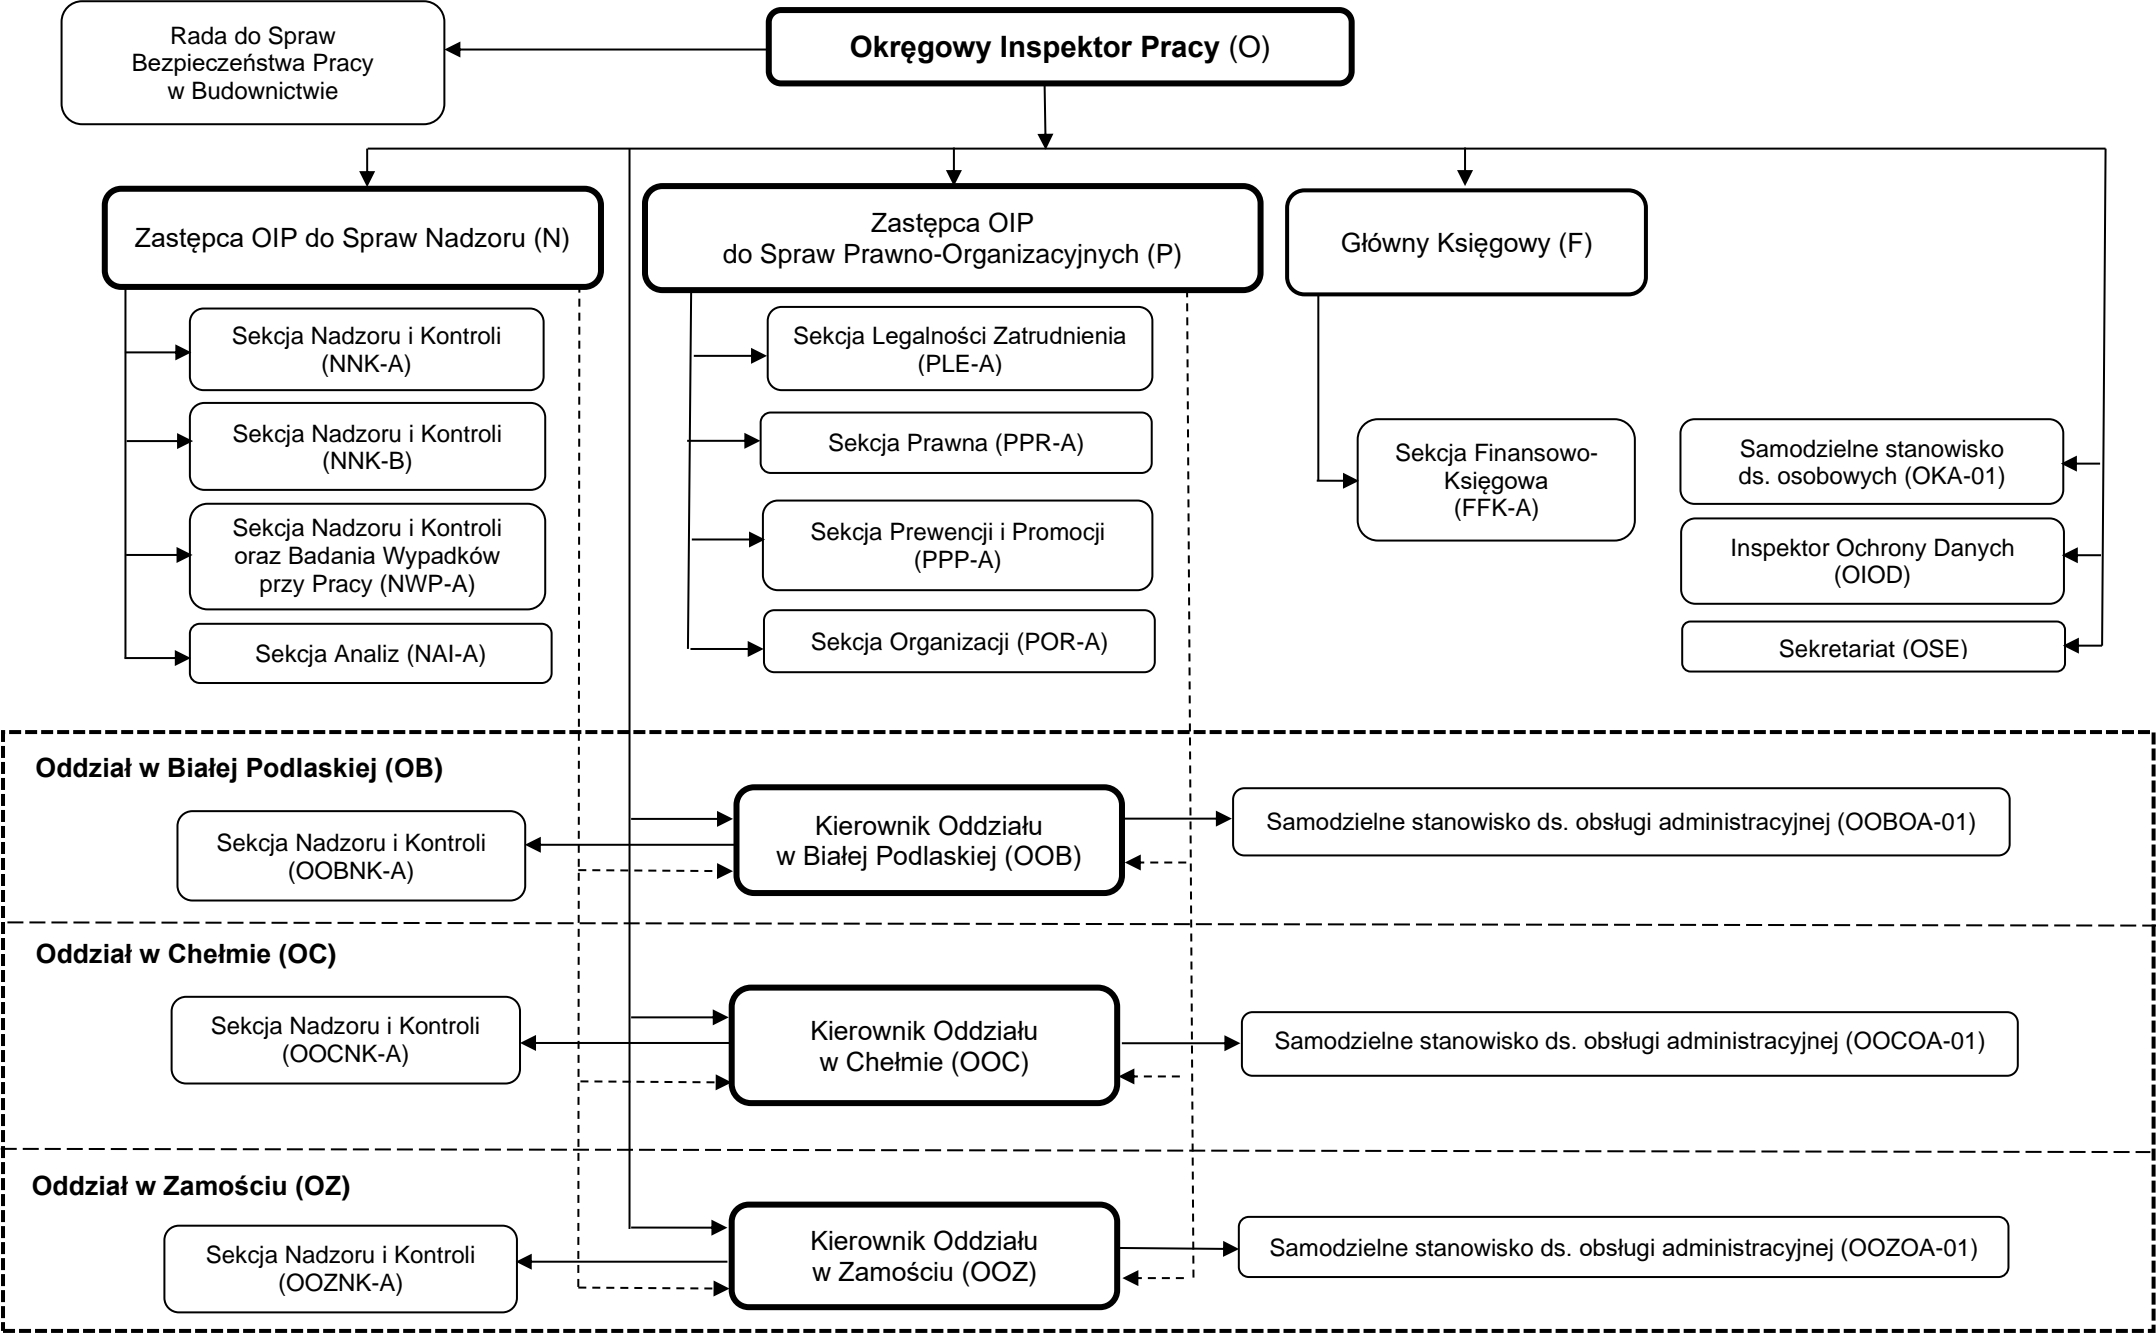 Rada do Spraw
Bezpieczeństwa Pracy
w Budownictwie
Okręgowy Inspektor Pracy (O)
Zastępca OIP do Spraw Nadzoru (N)
Zastępca OIP
do Spraw Prawno-Organizacyjnych (P)
Główny Księgowy (F)
Sekcja Nadzoru i Kontroli
(NNK-A)
Sekcja Nadzoru i Kontroli
(NNK-B)
Sekcja Nadzoru i Kontroli
oraz Badania Wypadków
przy Pracy (NWP-A)
Sekcja Analiz (NAI-A)
Sekcja Legalności Zatrudnienia
(PLE-A)
Sekcja Prawna (PPR-A)
Sekcja Prewencji i Promocji
(PPP-A)
Sekcja Organizacji (POR-A)
Sekcja Finansowo-
Księgowa
(FFK-A)
Samodzielne stanowisko
ds. osobowych (OKA-01)
Inspektor Ochrony Danych
(OIOD)
Sekretariat (OSE)
Oddział w Białej Podlaskiej (OB)
Sekcja Nadzoru i Kontroli
(OOBNK-A)
Kierownik Oddziału
w Białej Podlaskiej (OOB)
Samodzielne stanowisko ds. obsługi administracyjnej (OOBOA-01)
Oddział w Chełmie (OC)
Sekcja Nadzoru i Kontroli
(OOCNK-A)
Kierownik Oddziału
w Chełmie (OOC)
Samodzielne stanowisko ds. obsługi administracyjnej (OOCOA-01)
Oddział w Zamościu (OZ)
Sekcja Nadzoru i Kontroli
(OOZNK-A)
Kierownik Oddziału
w Zamościu (OOZ)
Samodzielne stanowisko ds. obsługi administracyjnej (OOZOA-01)